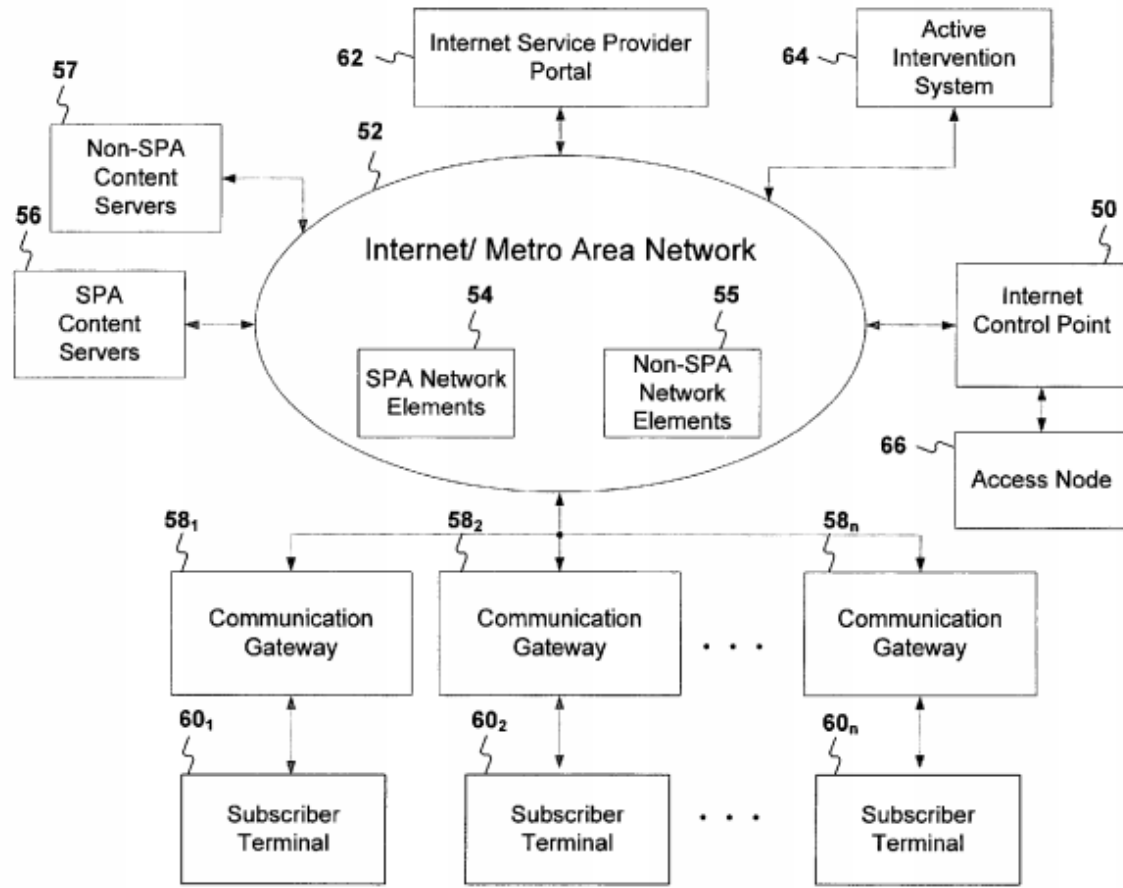 62
Internet Service Provider
Portal
64
Active
Intervention
System
57
Non-SPA
Content
Servers
52
56
SPA
Content
Servers
Internet/ Metro Area Network
54
SPA Network
Elements
55
Non-SPA
Network
Elements
50
Internet
Control Point
66
Access Node
58₁
Communication
Gateway
58₂
Communication
Gateway
. . .
58ₙ
Communication
Gateway
60₁
Subscriber
Terminal
60₂
Subscriber
Terminal
. . .
60ₙ
Subscriber
Terminal